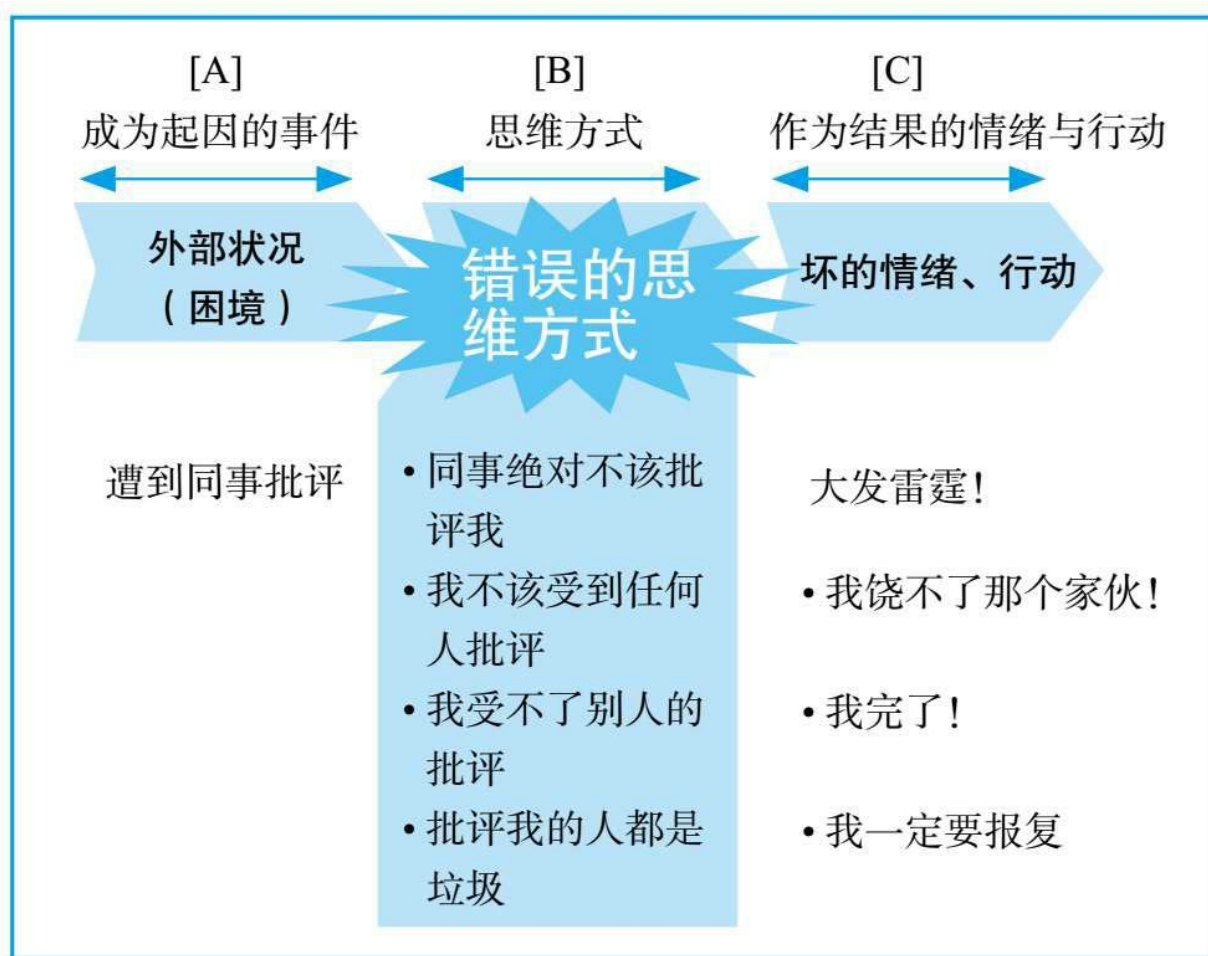 [A]
成为起因的事件
[B]
思维方式
[C]
作为结果的情绪与行动
外部状况
（困境）
错误的思
维方式
坏的情绪、行动
遭到同事批评
• 同事绝对不该批
评我
• 我不该受到任何
人批评
• 我受不了别人的
批评
• 批评我的人都是
垃圾
大发雷霆！
• 我饶不了那个家伙！
• 我完了！
• 我一定要报复